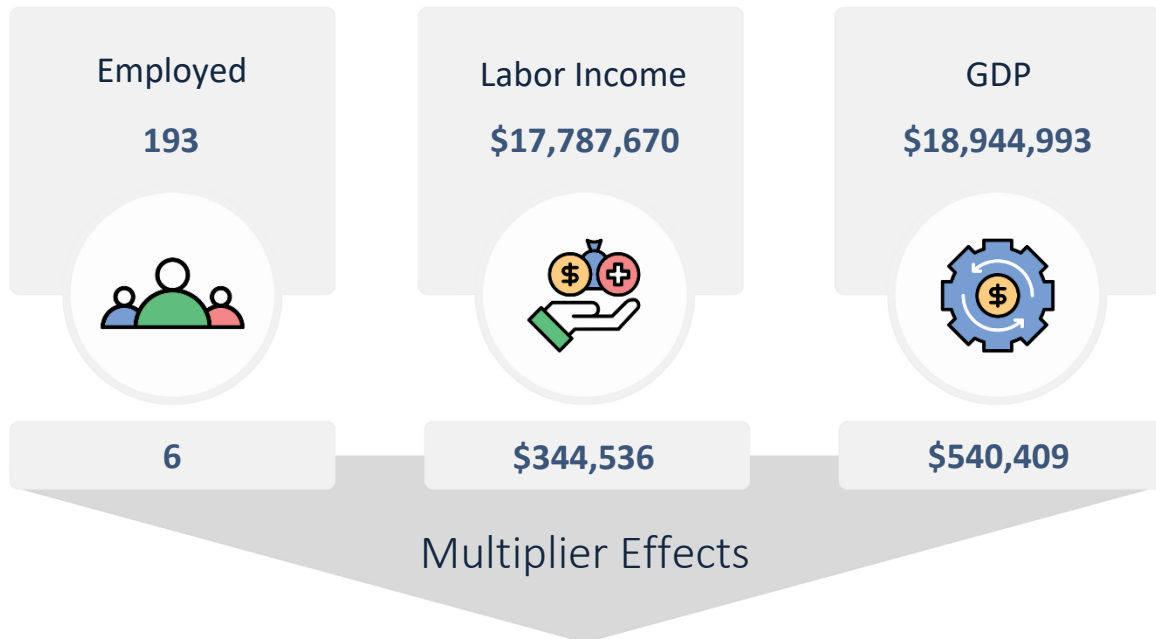 Employed
193
Labor Income
$17,787,670
GDP
$18,944,993
$
$
6
$344,536
$540,409
Multiplier Effects